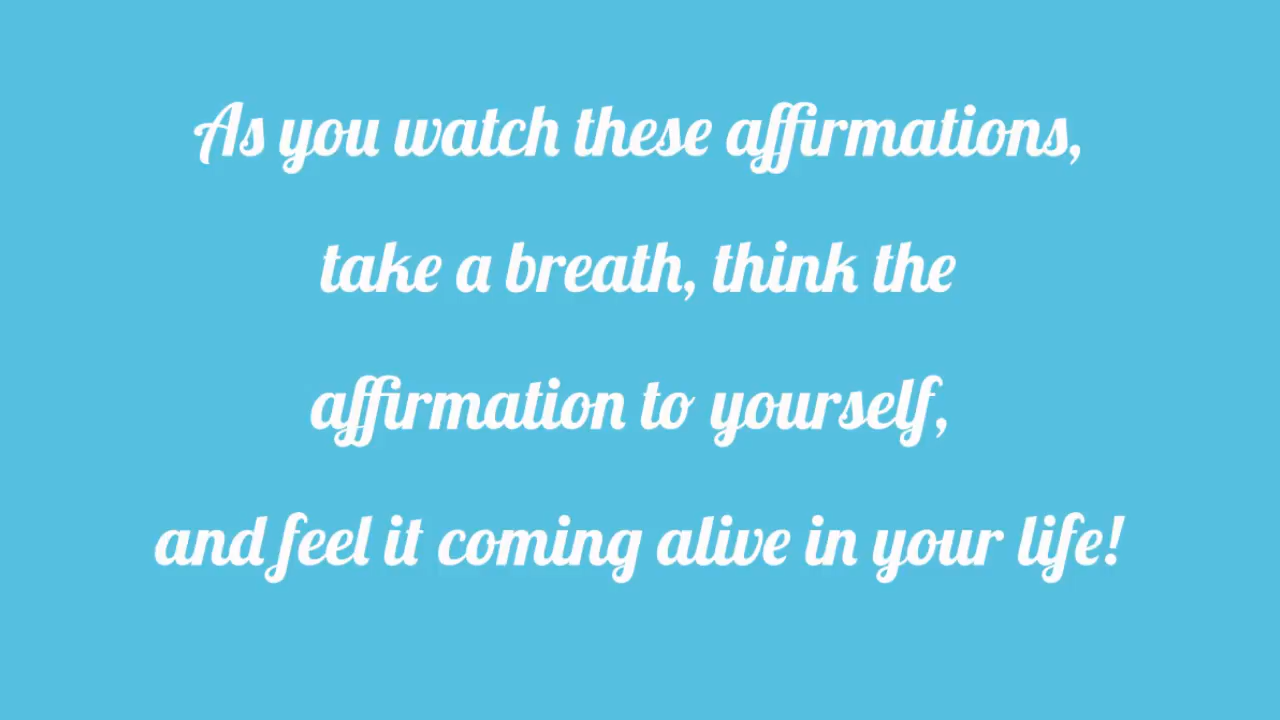 As you watch these affirmations,
take a breath, think the
affirmation to yourself,
and feel it coming alive in your life!